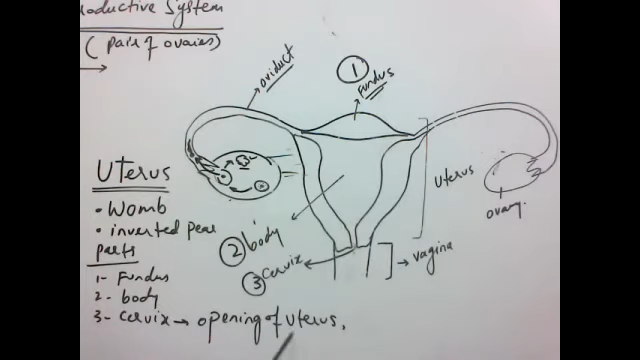 oductive System
( pair of ovaries)
oviduct
1
Fundus
Uterus
• Womb
• inverted pear
parts
1- Fundus
2- body
3- Cervix → opening of Uterus.
2 body
3 cervix
Uterus
vagina
ovary.